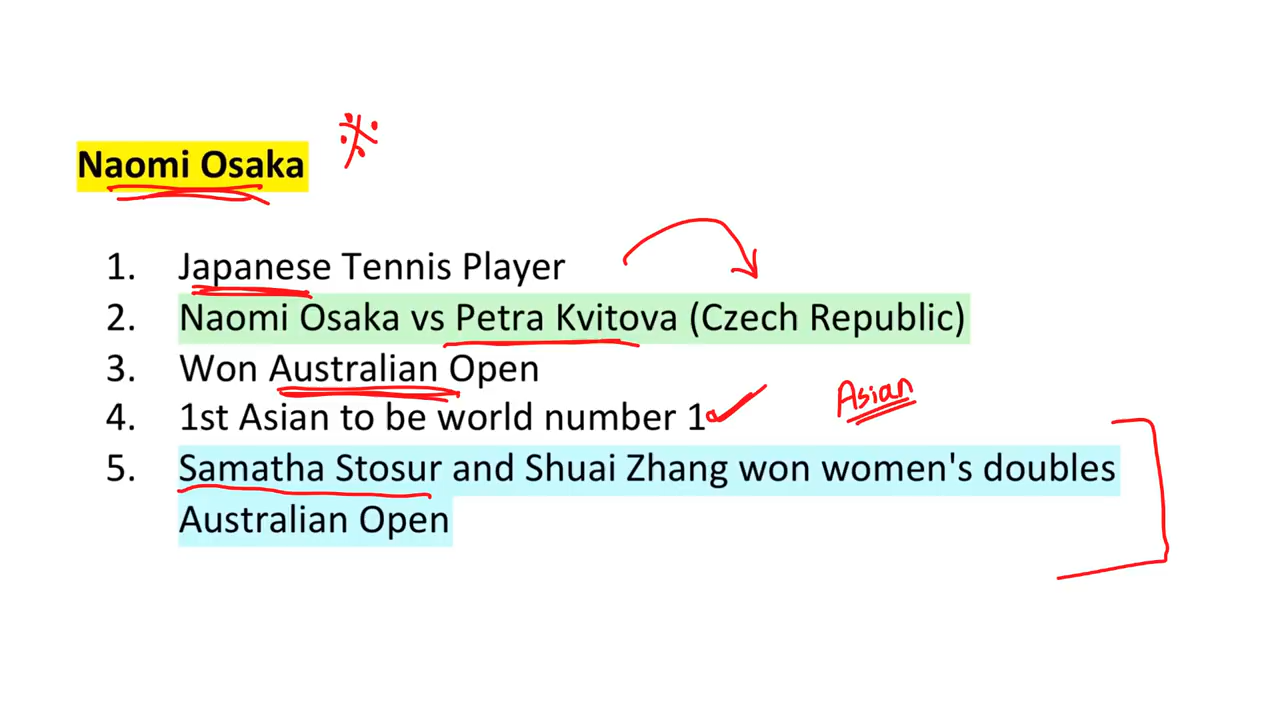 Naomi Osaka
1. Japanese Tennis Player
2. Naomi Osaka vs Petra Kvitova (Czech Republic)
3. Won Australian Open
4. 1st Asian to be world number 1
Asian
5. Samatha Stosur and Shuai Zhang won women's doubles
Australian Open